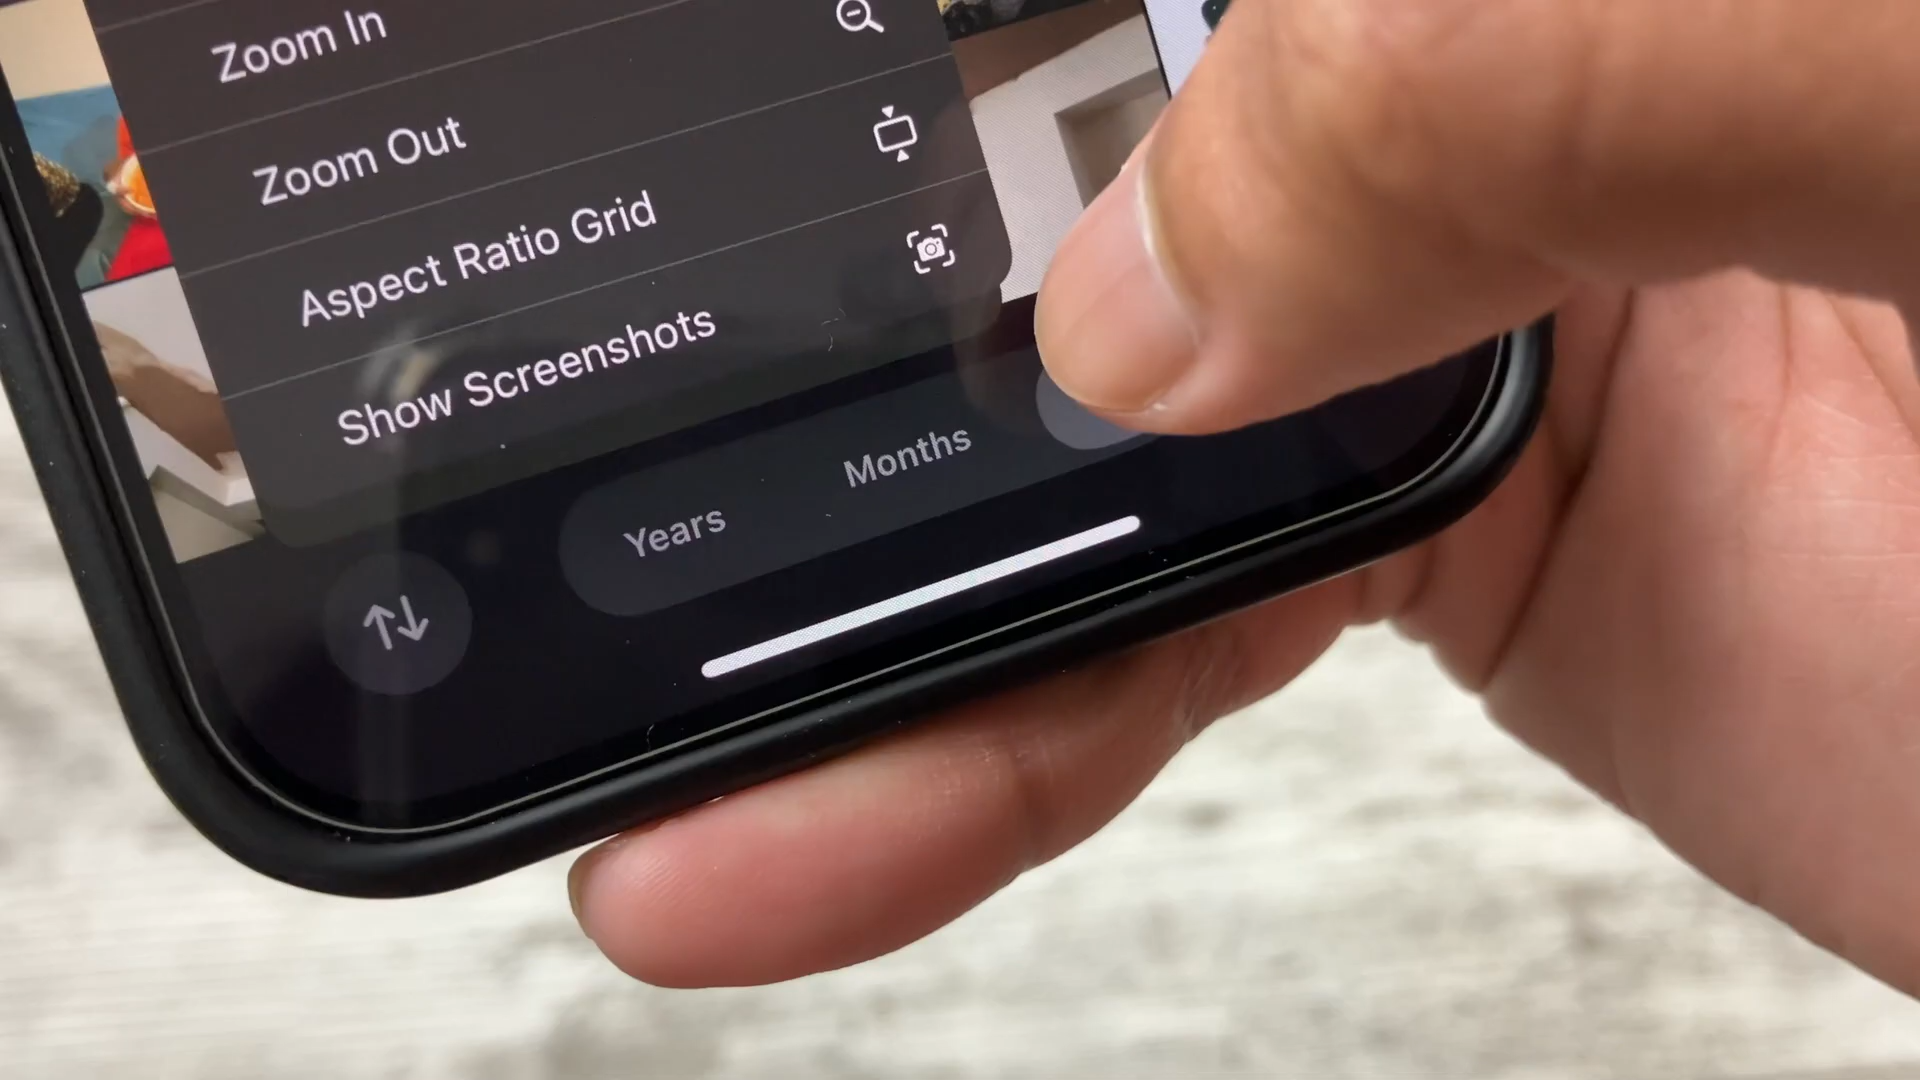 Zoom In
Zoom Out
Aspect Ratio Grid
Show Screenshots
Years
Months